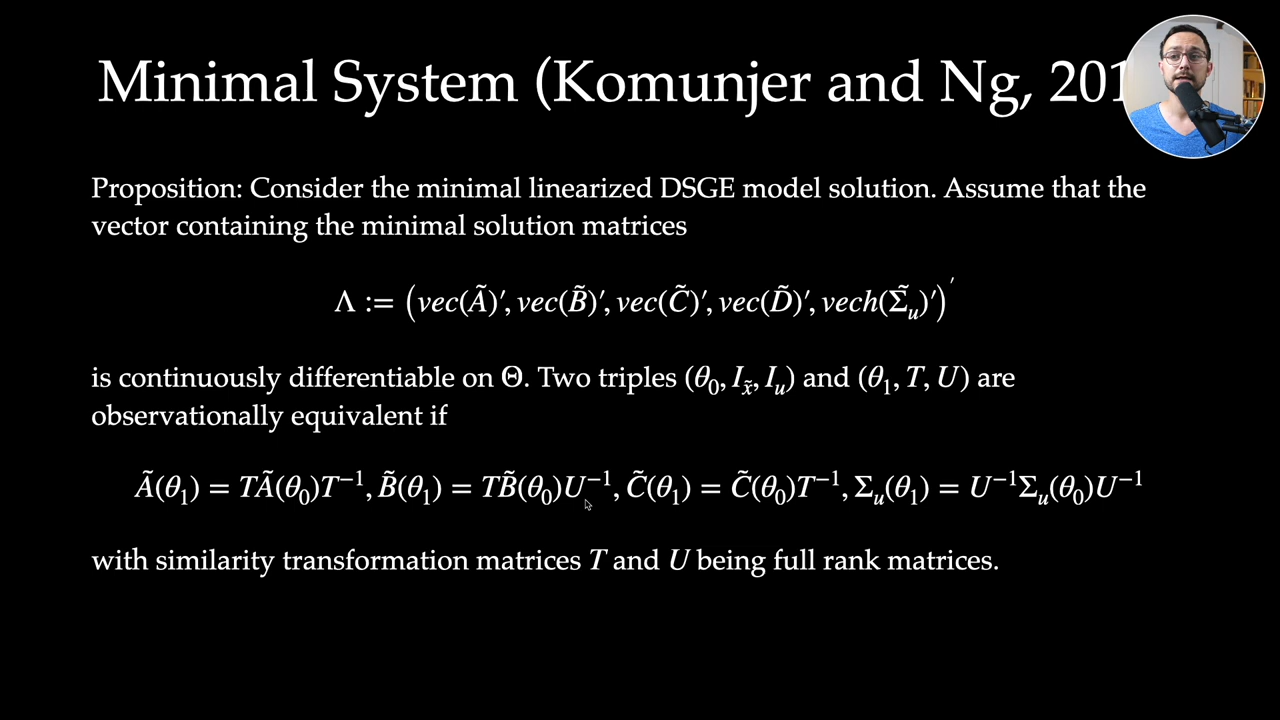 Minimal System (Komunjer and Ng, 201
Proposition: Consider the minimal linearized DSGE model solution. Assume that the
vector containing the minimal solution matrices
Λ := (vec(Ã)′, vec(B̃)′, vec(C̃)′, vec(D̃)′, vech(Σ̃ᵤ)′)′
is continuously differentiable on Θ. Two triples (θ₀, I_x̃, I_u) and (θ₁, T, U) are
observationally equivalent if
Ã(θ₁) = TÃ(θ₀)T⁻¹, B̃(θ₁) = TB̃(θ₀)U⁻¹, C̃(θ₁) = C̃(θ₀)T⁻¹, Σᵤ(θ₁) = U⁻¹Σᵤ(θ₀)U⁻¹
with similarity transformation matrices T and U being full rank matrices.